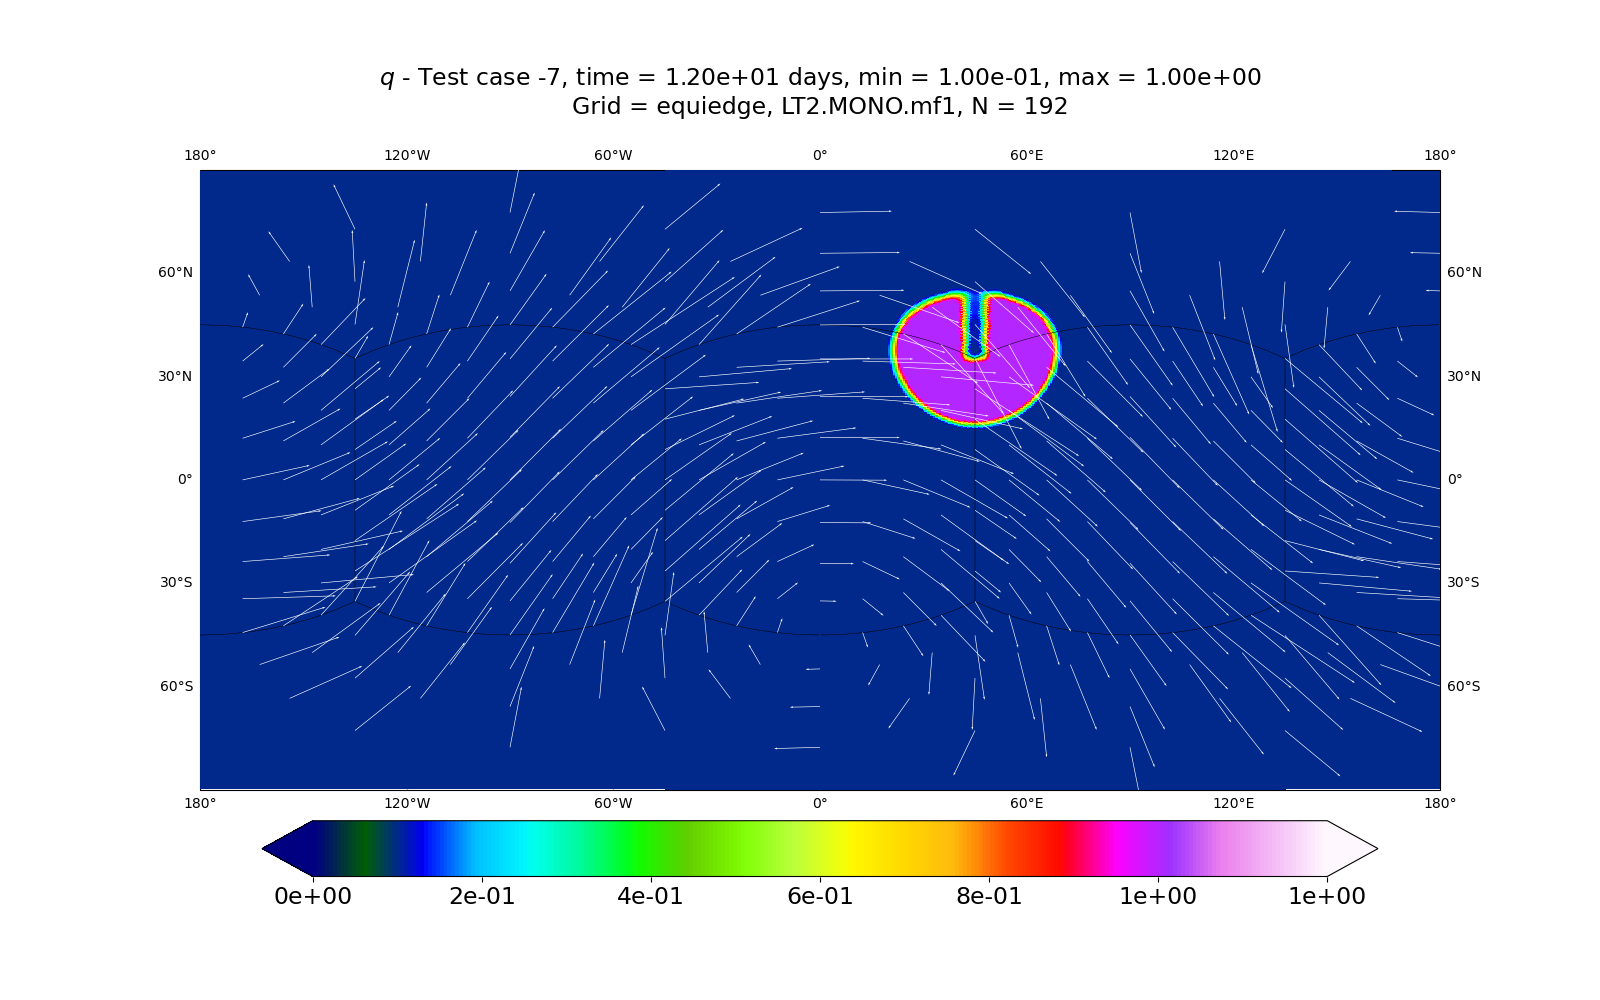 q - Test case -7, time = 1.20e+01 days, min = 1.00e-01, max = 1.00e+00
Grid = equiedge, LT2.MONO.mf1, N = 192
180° 120°W 60°W 0° 60°E 120°E 180°
60°N 60°N
30°N 30°N
0° 0°
30°S 30°S
60°S 60°S
180° 120°W 60°W 0° 60°E 120°E 180°
0e+00 2e-01 4e-01 6e-01 8e-01 1e+00 1e+00